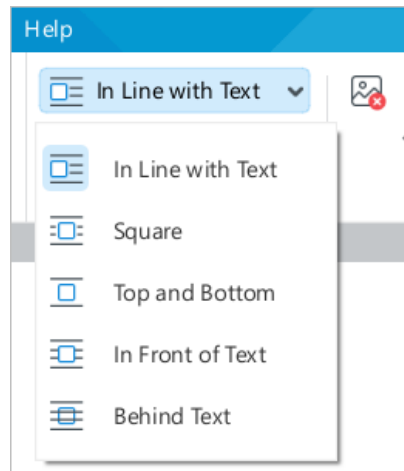 Help
In Line with Text
In Line with Text
Square
Top and Bottom
In Front of Text
Behind Text